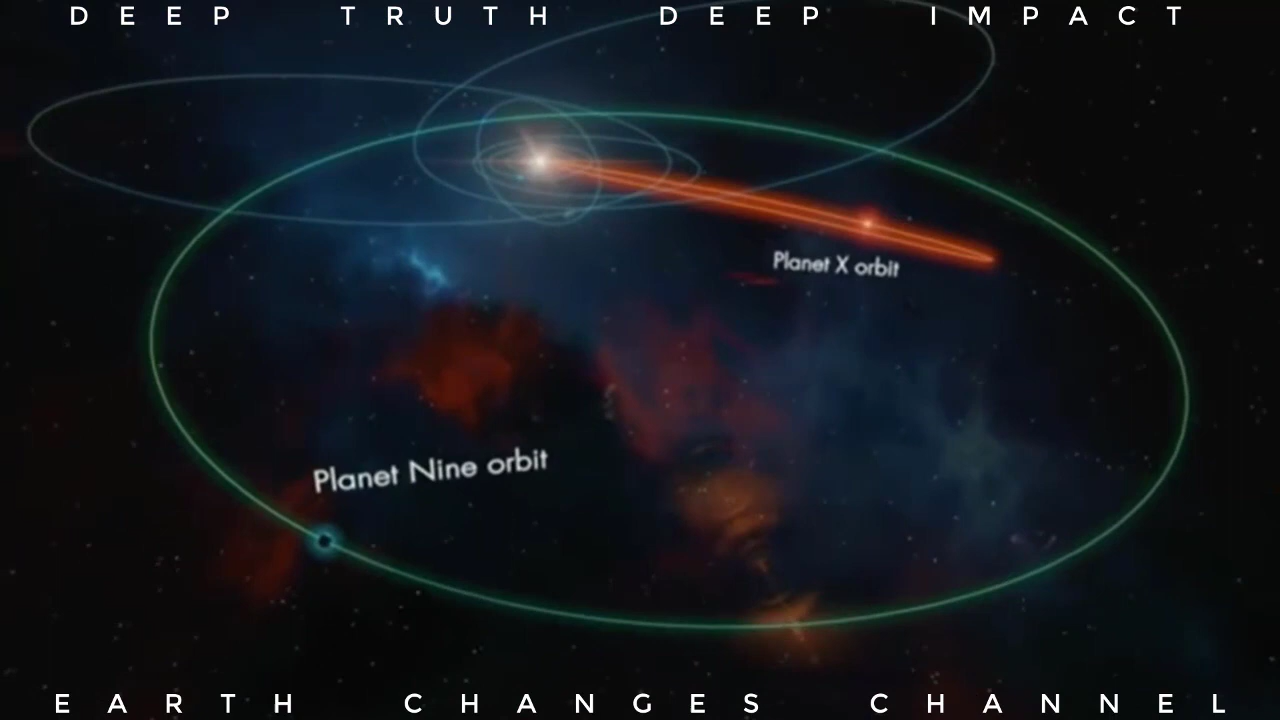 DEEP TRUTH DEEP IMPACT
Planet X orbit
Planet Nine orbit
EARTH CHANGES CHANNEL